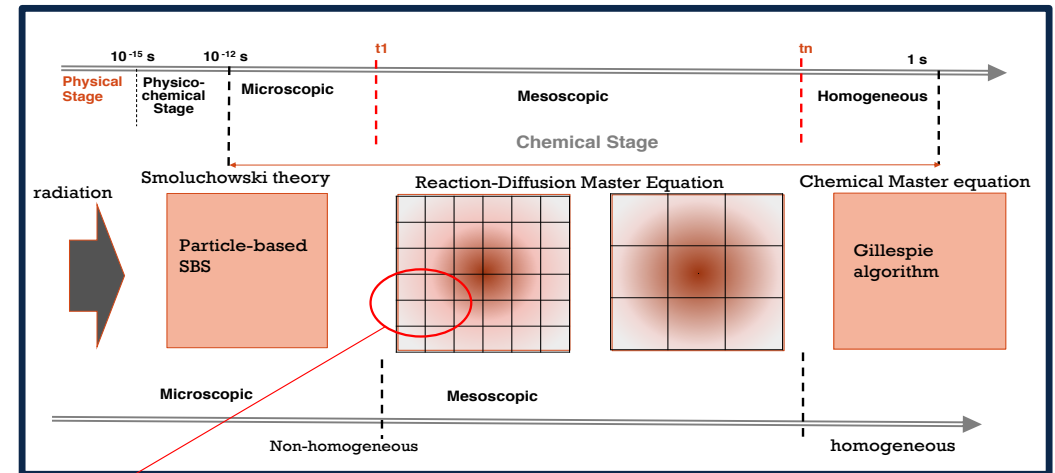 10⁻¹⁵ s
10⁻¹² s
t1
tn
1 s
Physical
Stage
Physico-
chemical
Stage
Microscopic
Mesoscopic
Homogeneous
Chemical Stage
radiation
Smoluchowski theory
Reaction-Diffusion Master Equation
Chemical Master equation
Particle-based
SBS
Gillespie
algorithm
Microscopic
Mesoscopic
Non-homogeneous
homogeneous